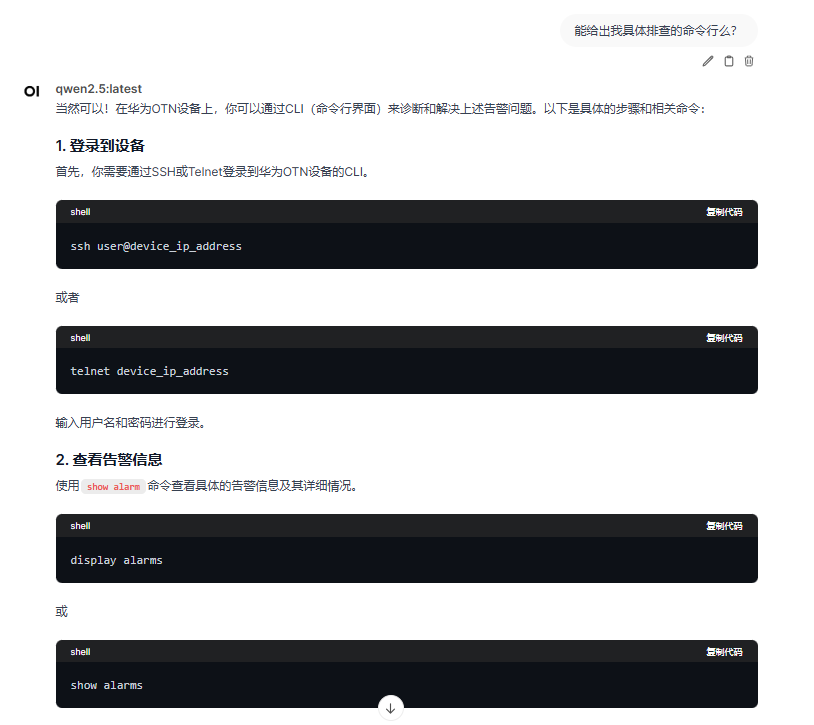 能给出我具体排查的命令行么?
OI qwen2.5:latest
当然可以！在华为OTN设备上，你可以通过CLI（命令行界面）来诊断和解决上述告警问题。以下是具体的步骤和相关命令：
1. 登录到设备
首先，你需要通过SSH或Telnet登录到华为OTN设备的CLI。
shell 复制代码
ssh user@device_ip_address
或者
shell 复制代码
telnet device_ip_address
输入用户名和密码进行登录。
2. 查看告警信息
使用 show alarm 命令查看具体的告警信息及其详细情况。
shell 复制代码
display alarms
或
shell 复制代码
show alarms